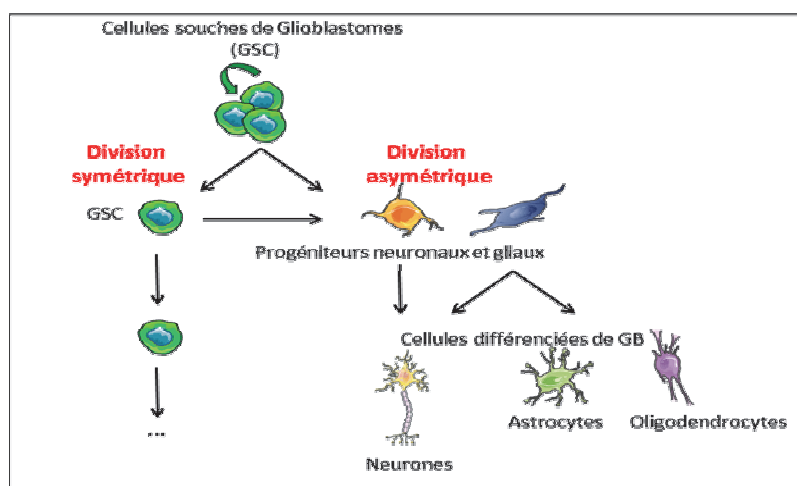 Cellules souches de Glioblastomes
(GSC)
Division
symétrique
Division
asymétrique
GSC
Progéniteurs neuronaux et gliaux
Cellules différenciées de GB
...
Neurones
Astrocytes
Oligodendrocytes